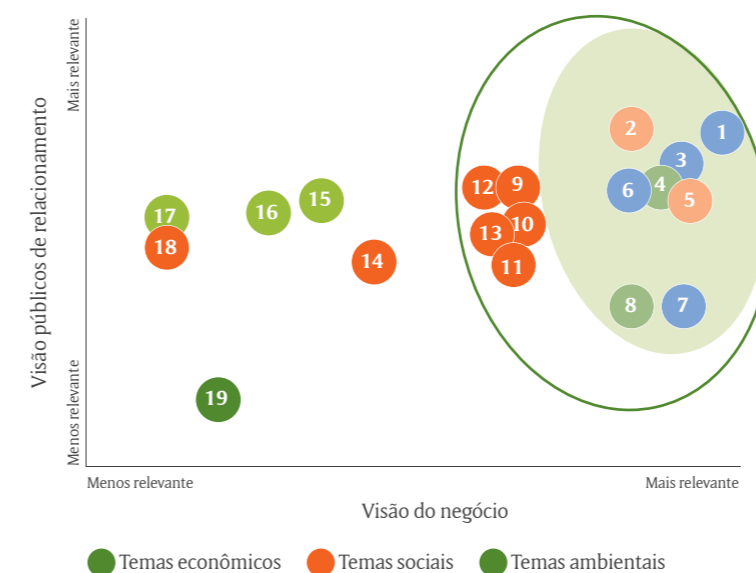 Mais relevante
Visão públicos de relacionamento
Menos relevante
1
2
3
4
5
6
7
8
9
10
11
12
13
14
15
16
17
18
19
Menos relevante
Mais relevante
Visão do negócio
Temas econômicos
Temas sociais
Temas ambientais